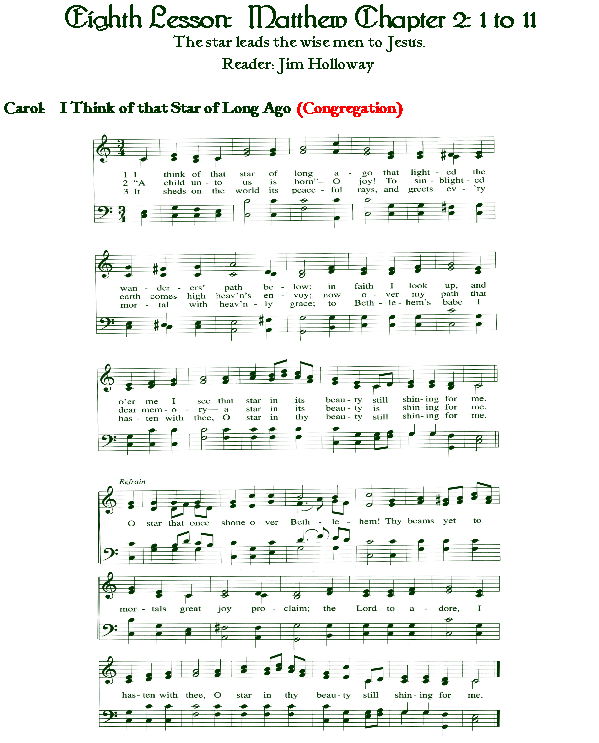 Eighth Lesson: Matthew Chapter 2: 1 to 11
The star leads the wise men to Jesus.
Reader: Jim Holloway
Carol: I Think of that Star of Long Ago (Congregation)
1 I think of that star of long a - go that light - ed the
2 "A child un - to us is born"— O joy! To sin - blight - ed
3 It sheds on the world its peace - ful rays, and greets ev - 'ry
wan - der - ers' path be - low; in faith I look up, and
earth comes high heav'n's en - voy; now o - ver my path that
mor - tal with heav'n - ly grace; to Beth - le - hem's babe I
o'er me I see that star in its beau - ty still shin - ing for me.
dear mem - o - ry— a star in its beau - ty is shin - ing for me.
has - ten with thee, O star in thy beau - ty still shin - ing for me.
Refrain
O star that once shone o - ver Beth - le - hem! Thy beams yet to
mor - tals great joy pro - claim; the Lord to a - dore, I
has - ten with thee, O star in thy beau - ty still shin - ing for me.